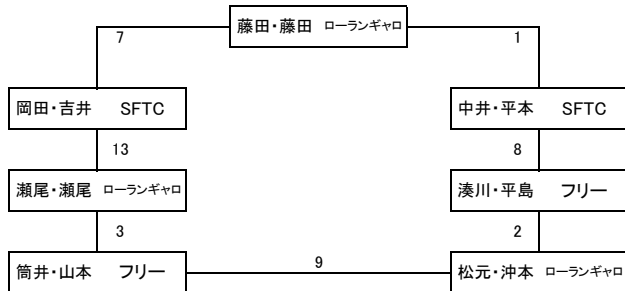 藤田・藤田 ローランギャロ
7
1
岡田・吉井 SFTC
中井・平本 SFTC
13
8
瀬尾・瀬尾 ローランギャロ
湊川・平島 フリー
3
2
筒井・山本 フリー
9
松元・沖本 ローランギャロ